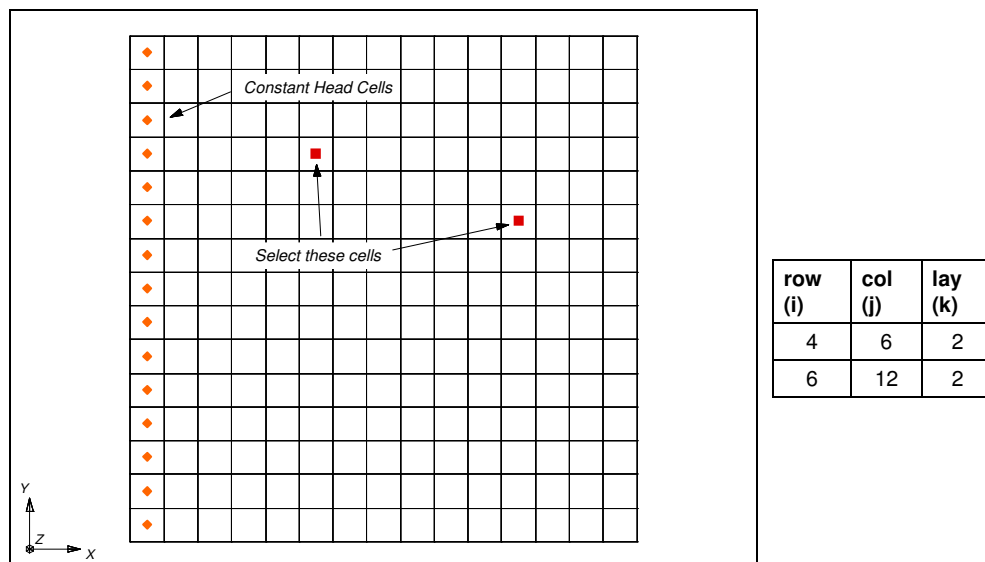 Constant Head Cells
Select these cells
Y
Z
X
row (i) col (j) lay (k)
4 6 2
6 12 2